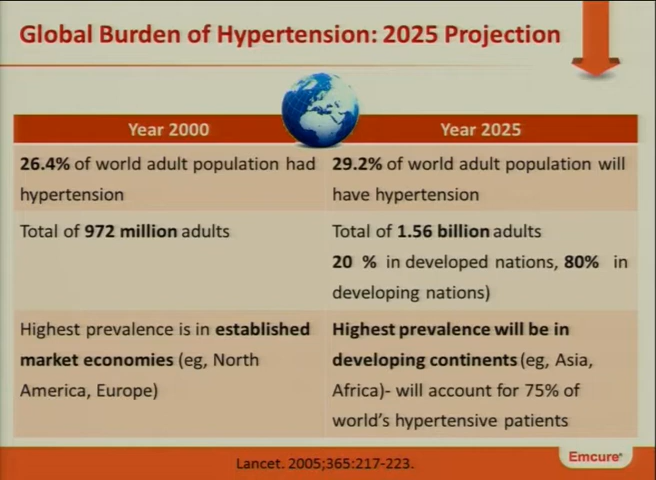 Global Burden of Hypertension: 2025 Projection
Year 2000
Year 2025
26.4% of world adult population had
hypertension
29.2% of world adult population will
have hypertension
Total of 972 million adults
Total of 1.56 billion adults
20 % in developed nations, 80% in
developing nations)
Highest prevalence is in established
market economies (eg, North
America, Europe)
Highest prevalence will be in
developing continents (eg, Asia,
Africa)- will account for 75% of
world's hypertensive patients
Lancet. 2005;365:217-223.
Emcure®